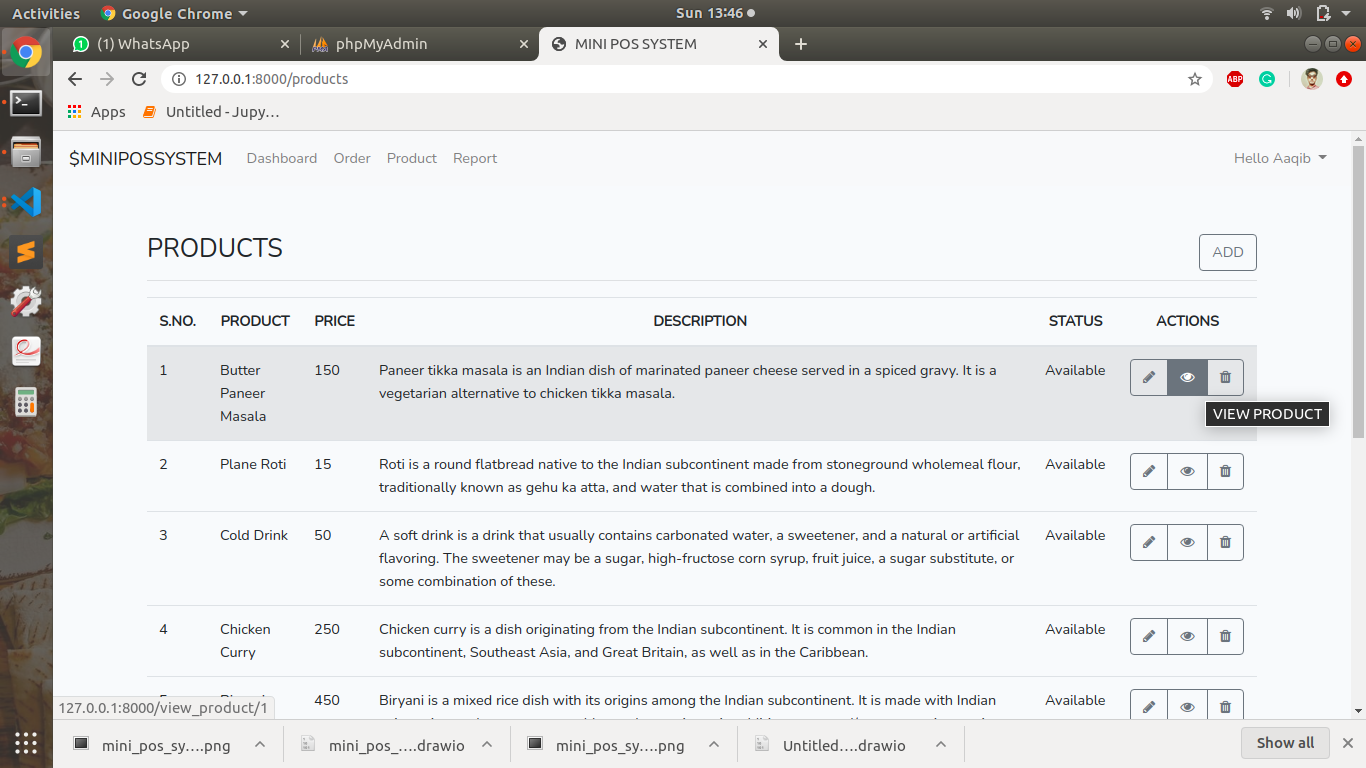 Activities Google Chrome Sun 13:46
(1) WhatsApp phpMyAdmin MINI POS SYSTEM
127.0.0.1:8000/products ABP
Apps Untitled - Jupy…
$MINIPOSSYSTEM Dashboard Order Product Report Hello Aaqib
PRODUCTS ADD
S.NO. PRODUCT PRICE DESCRIPTION STATUS ACTIONS
1 Butter 150 Paneer tikka masala is an Indian dish of marinated paneer cheese served in a spiced gravy. It is a Available
Paneer vegetarian alternative to chicken tikka masala.
Masala
VIEW PRODUCT
2 Plane Roti 15 Roti is a round flatbread native to the Indian subcontinent made from stoneground wholemeal flour, Available
traditionally known as gehu ka atta, and water that is combined into a dough.
3 Cold Drink 50 A soft drink is a drink that usually contains carbonated water, a sweetener, and a natural or artificial Available
flavoring. The sweetener may be a sugar, high-fructose corn syrup, fruit juice, a sugar substitute, or
some combination of these.
4 Chicken 250 Chicken curry is a dish originating from the Indian subcontinent. It is common in the Indian Available
Curry subcontinent, Southeast Asia, and Great Britain, as well as in the Caribbean.
450 Biryani is a mixed rice dish with its origins among the Indian subcontinent. It is made with Indian Available
127.0.0.1:8000/view_product/1
mini_pos_sy….png mini_pos_….drawio mini_pos_sy….png Untitled….drawio Show all